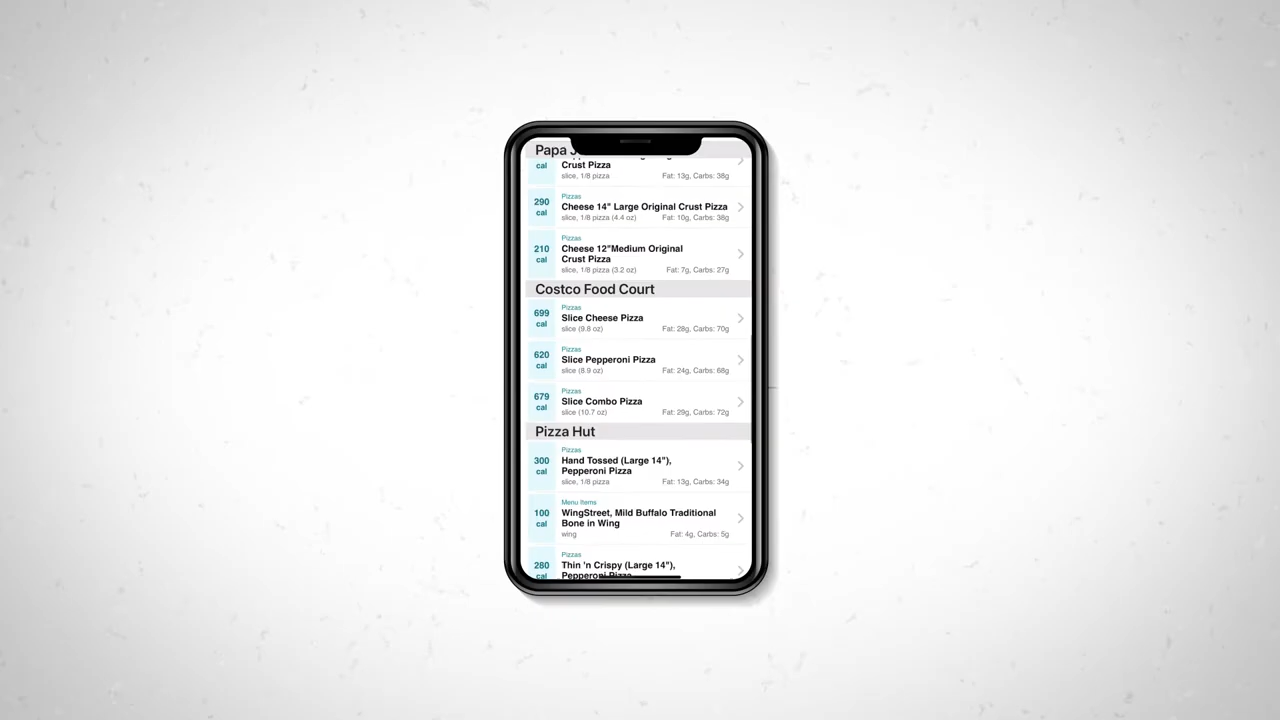 Papa J
cal
Crust Pizza
slice, 1/8 pizza Fat: 13g, Carbs: 38g
Pizzas
290 cal
Cheese 14" Large Original Crust Pizza
slice, 1/8 pizza (4.4 oz) Fat: 10g, Carbs: 38g
Pizzas
210 cal
Cheese 12"Medium Original
Crust Pizza
slice, 1/8 pizza (3.2 oz) Fat: 7g, Carbs: 27g
Costco Food Court
Pizzas
699 cal
Slice Cheese Pizza
slice (9.8 oz) Fat: 28g, Carbs: 70g
Pizzas
620 cal
Slice Pepperoni Pizza
slice (8.9 oz) Fat: 24g, Carbs: 68g
Pizzas
679 cal
Slice Combo Pizza
slice (10.7 oz) Fat: 29g, Carbs: 72g
Pizza Hut
Pizzas
300 cal
Hand Tossed (Large 14"),
Pepperoni Pizza
slice, 1/8 pizza Fat: 13g, Carbs: 34g
Menu Items
100 cal
WingStreet, Mild Buffalo Traditional
Bone in Wing
wing Fat: 4g, Carbs: 5g
Pizzas
280 cal
Thin 'n Crispy (Large 14"),
Pepperoni Pizza